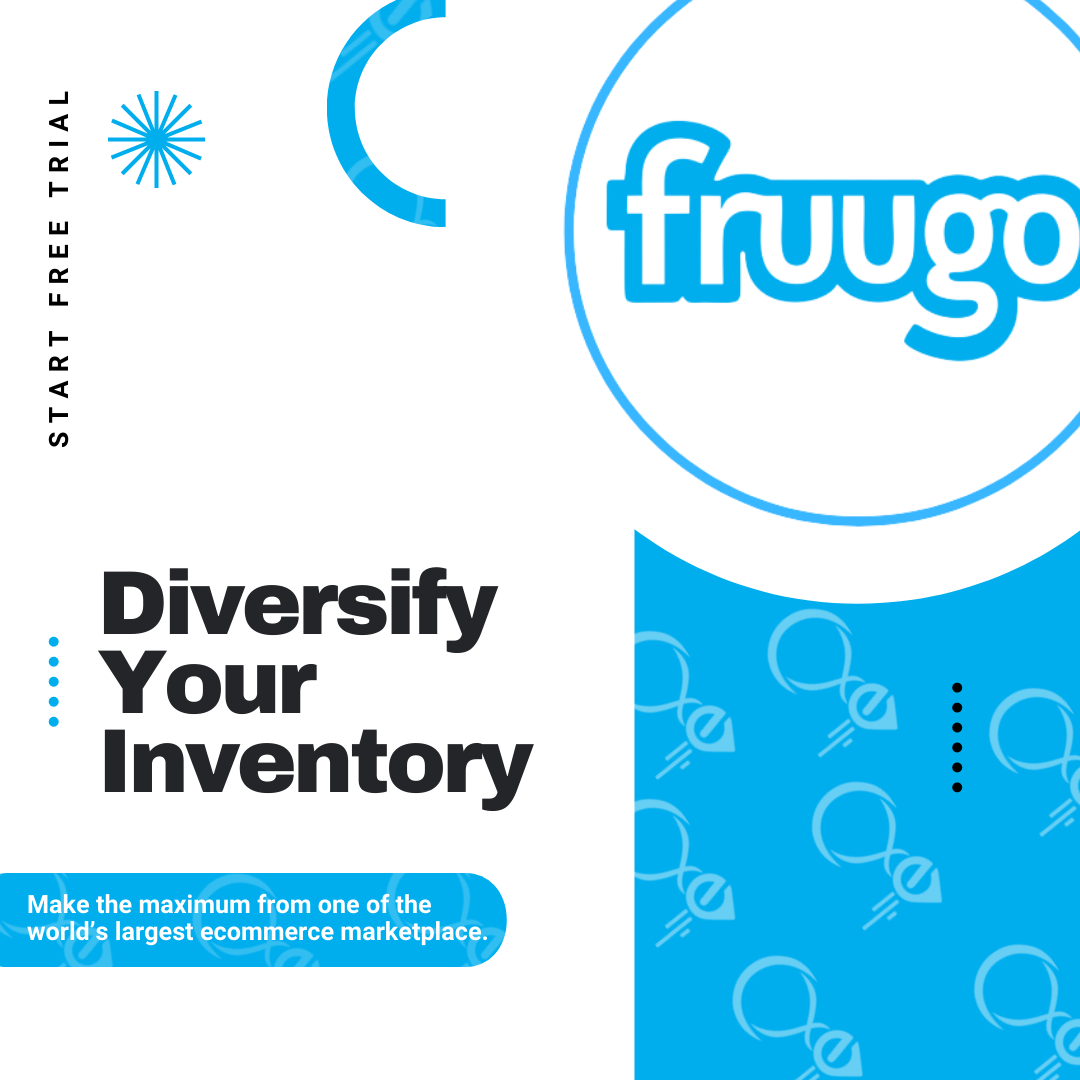 START FREE TRIAL
fruugo
Diversify
Your
Inventory
Make the maximum from one of the
world’s largest ecommerce marketplace.